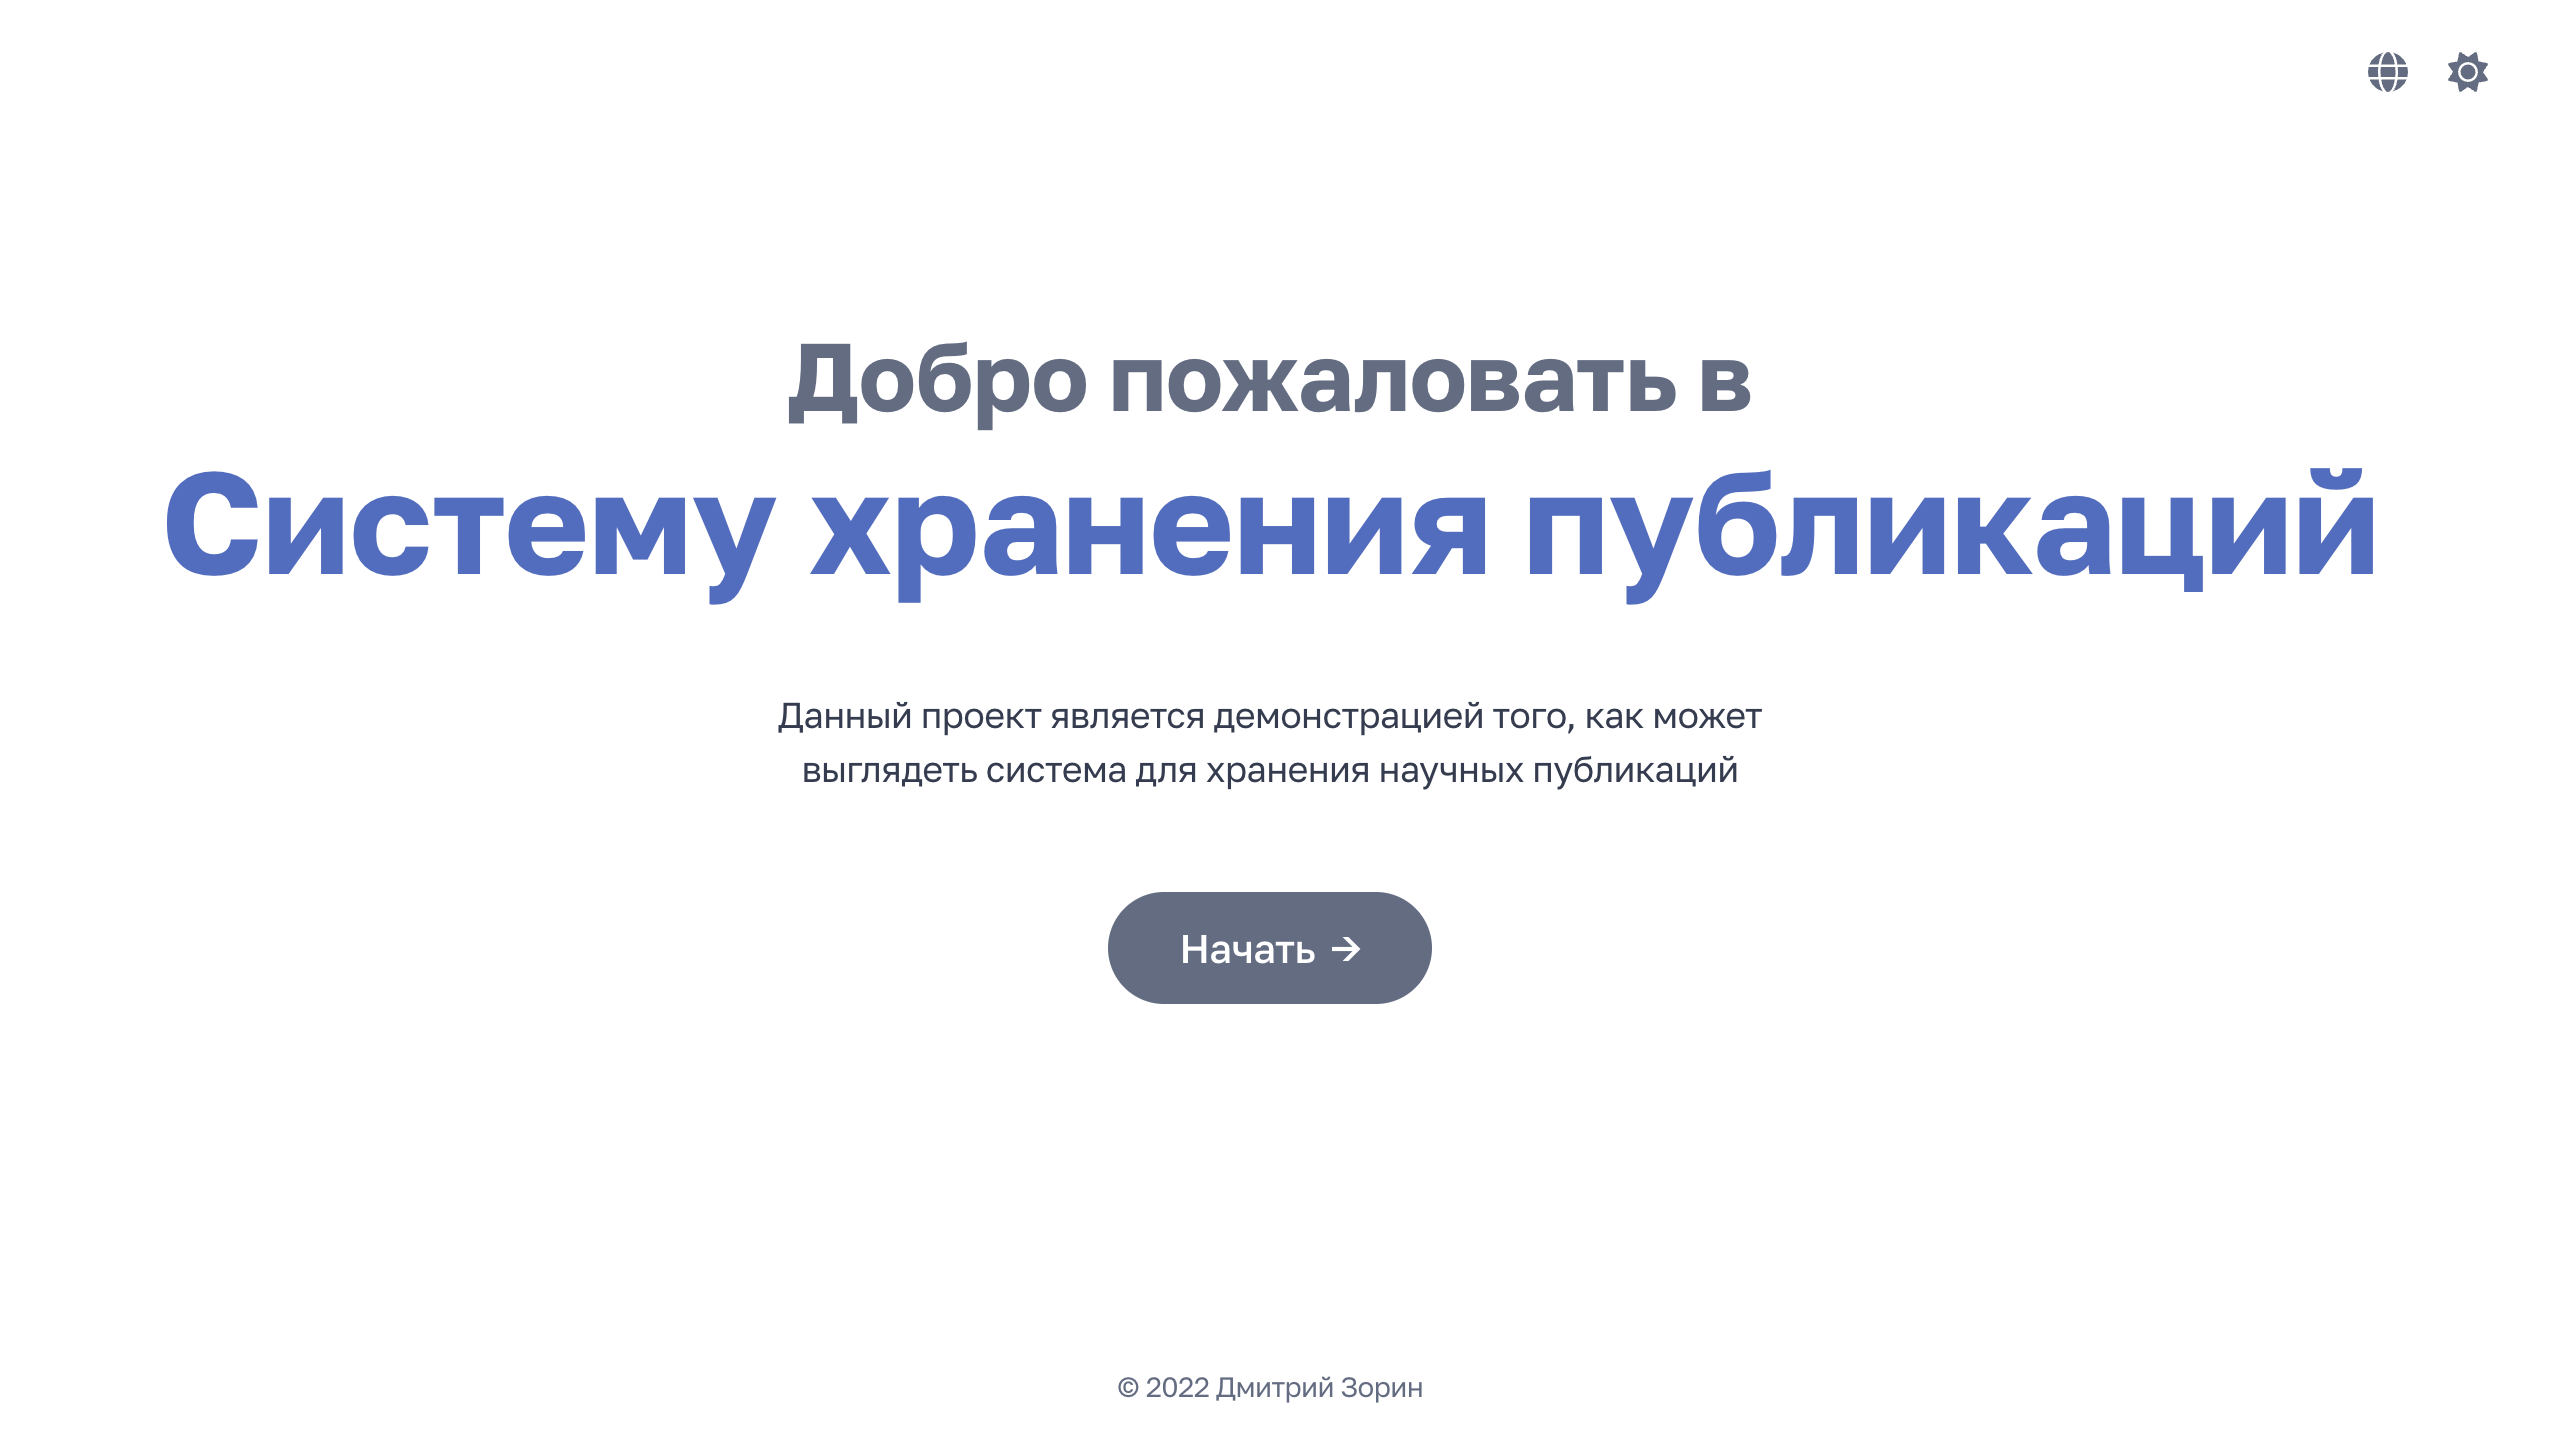 Добро пожаловать в
Систему хранения публикаций
Данный проект является демонстрацией того, как может
выглядеть система для хранения научных публикаций
Начать →
© 2022 Дмитрий Зорин